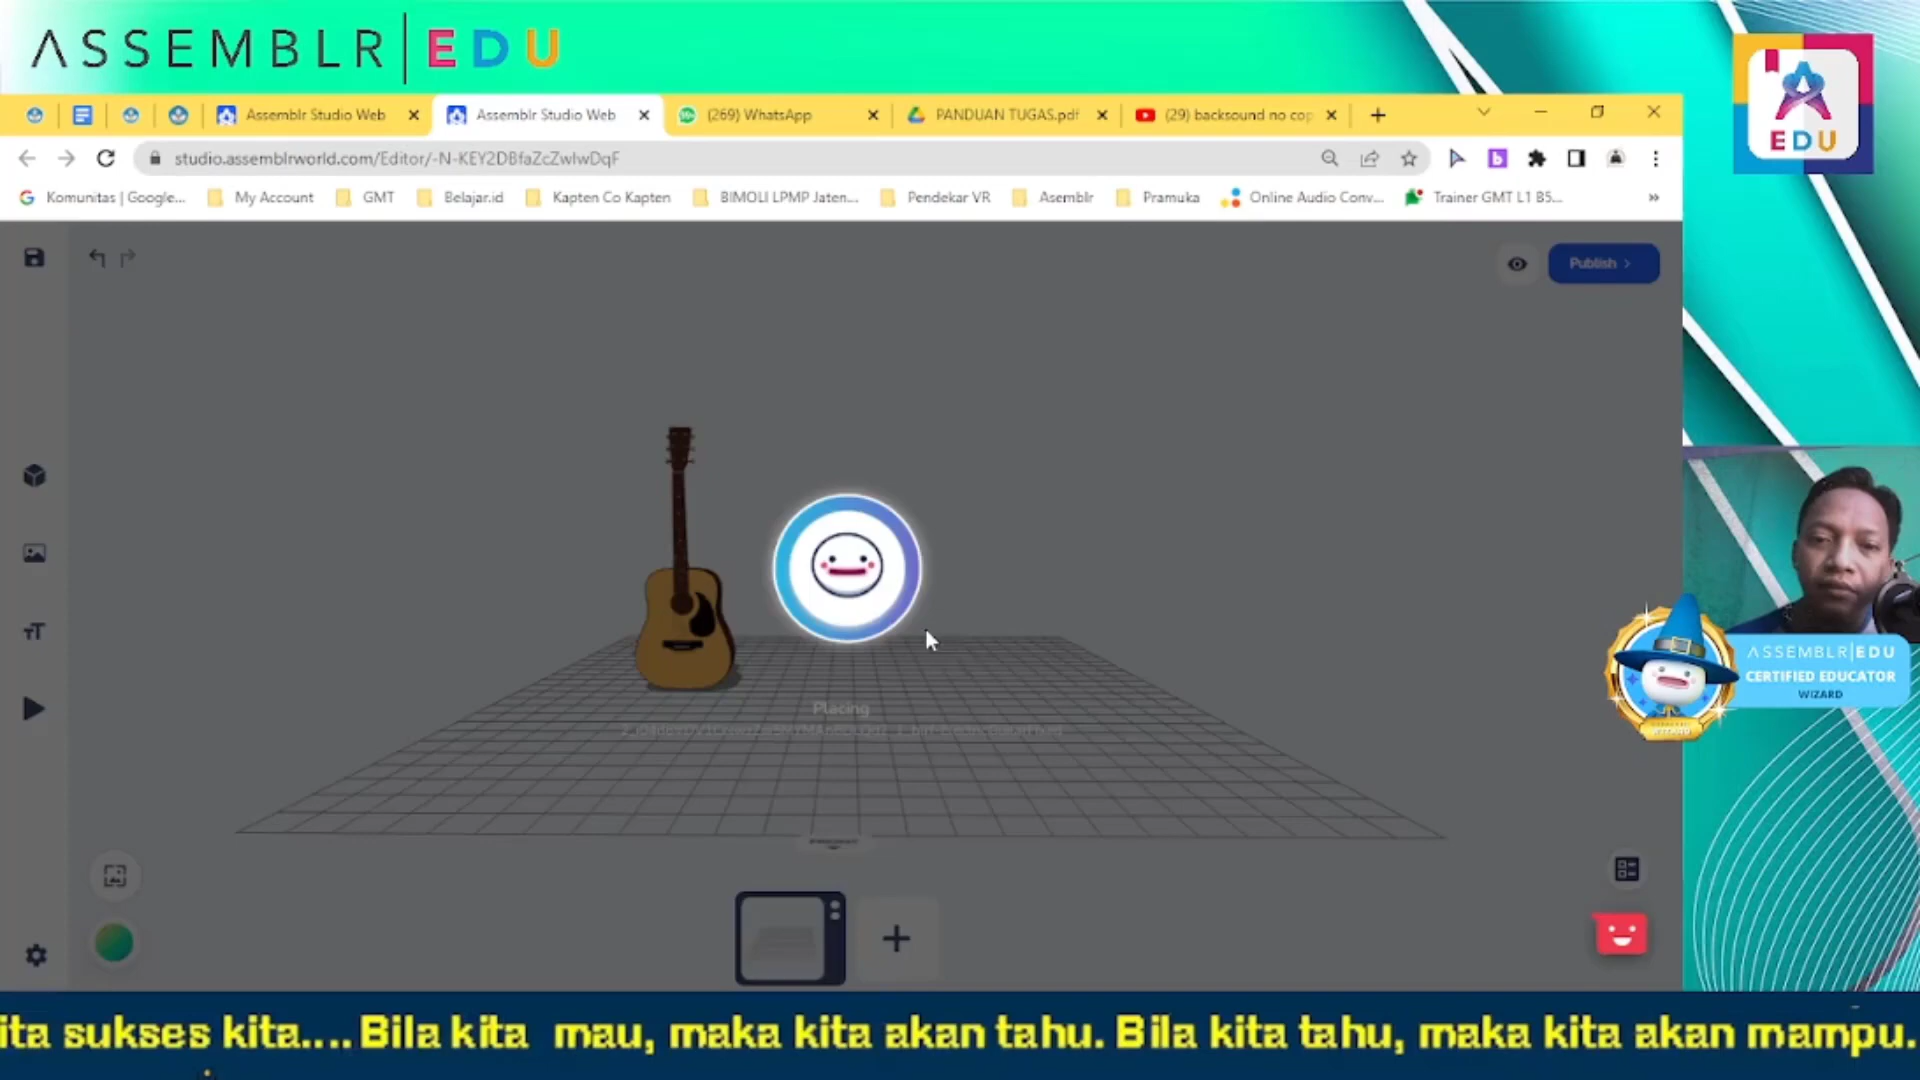 ASSEMBLR | EDU
EDU
Assemblr Studio Web
Assemblr Studio Web
(269) WhatsApp
PANDUAN TUGAS.pdf
(29) backsound no cop
studio.assemblrworld.com/Editor/-N-KEY2DBfaZcZwIwDqF
Komunitas | Google...
My Account
GMT
Belajar.id
Kapten Co Kapten
BIMOLI LPMP Jaten...
Pendekar VR
Asemblr
Pramuka
Online Audio Conv...
Trainer GMT L1 B5...
»
Publish >
Placing
ASSEMBLR|EDU
CERTIFIED EDUCATOR
WIZARD
ita sukses kita.... Bila kita mau, maka kita akan tahu. Bila kita tahu, maka kita akan mampu.